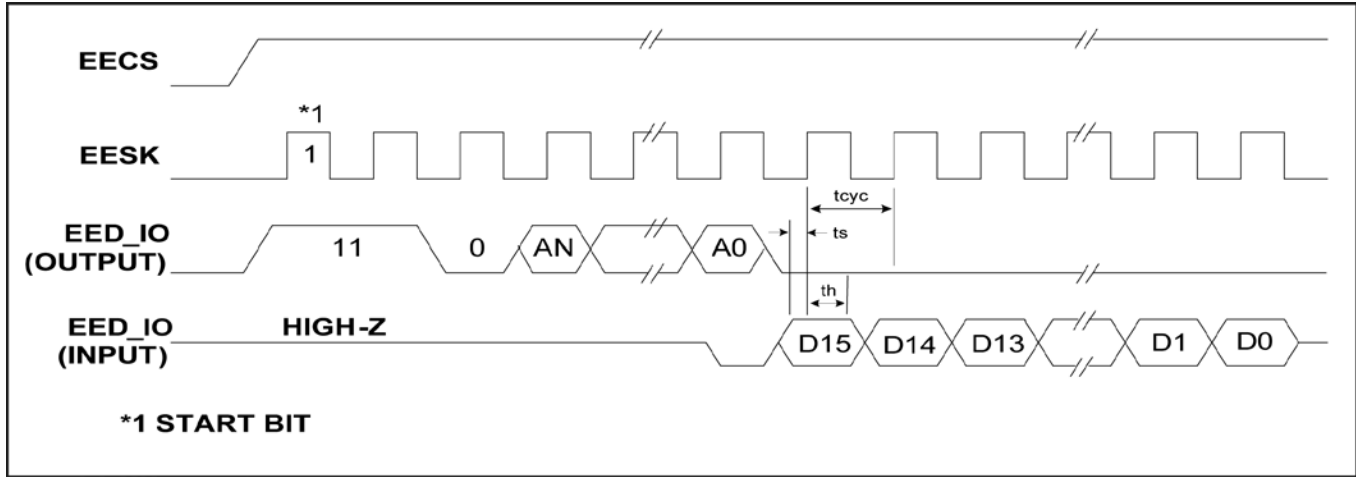 EECS
*1
EESK
1
tcyc
EED_IO
(OUTPUT)
11
0
AN
A0
ts
th
EED_IO
(INPUT)
HIGH-Z
D15
D14
D13
D1
D0
*1 START BIT